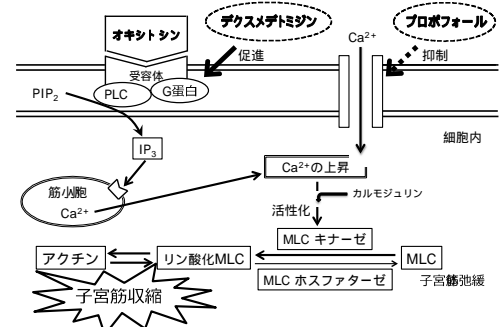 デクスメデトミジン
プロポフォール
オキシトシン
Ca²⁺
促進
抑制
受容体
PIP₂
PLC
G蛋白
細胞内
IP₃
筋小胞
Ca²⁺
Ca²⁺の上昇
カルモジュリン
活性化
MLC キナーゼ
アクチン
リン酸化MLC
MLC
MLC ホスファターゼ
子宮筋弛緩
子宮筋収縮